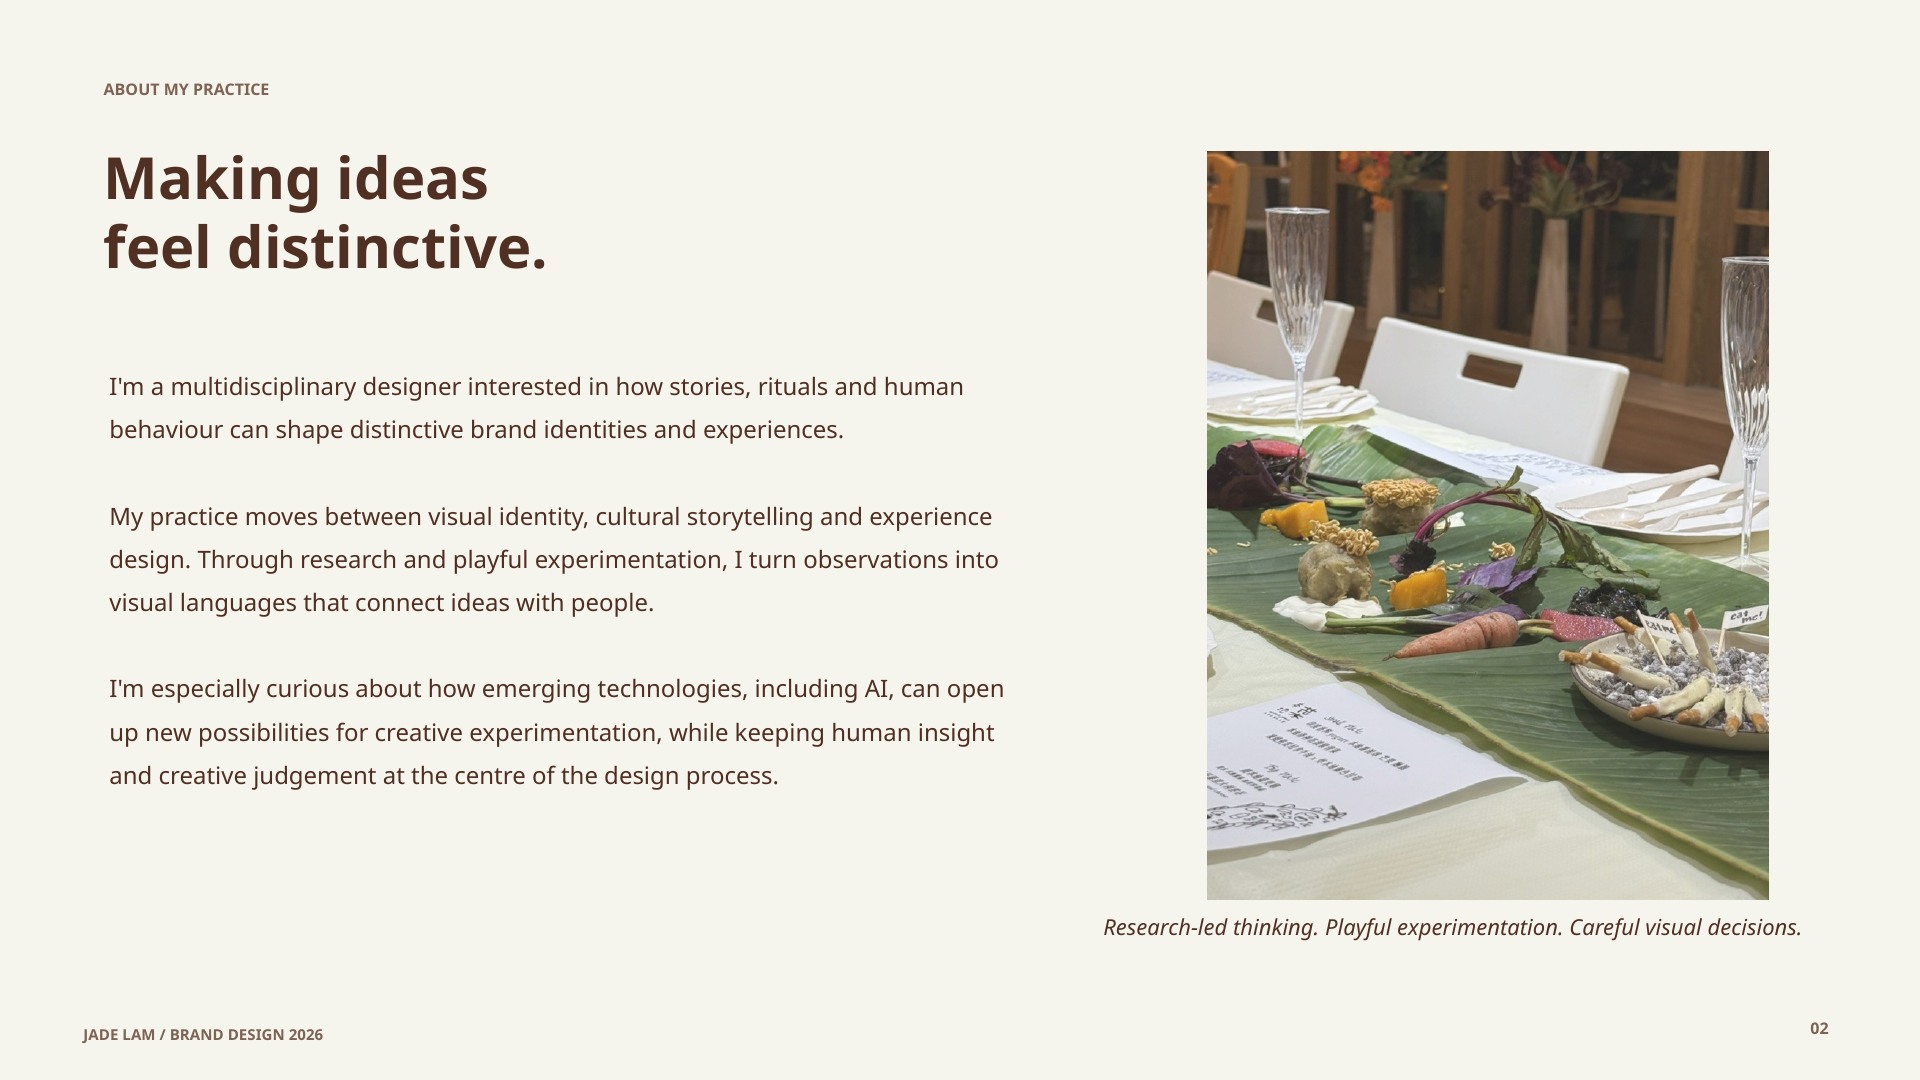 ABOUT MY PRACTICE
Making ideas
feel distinctive.
I'm a multidisciplinary designer interested in how stories, rituals and human
behaviour can shape distinctive brand identities and experiences.
My practice moves between visual identity, cultural storytelling and experience
design. Through research and playful experimentation, I turn observations into
visual languages that connect ideas with people.
I'm especially curious about how emerging technologies, including AI, can open
up new possibilities for creative experimentation, while keeping human insight
and creative judgement at the centre of the design process.
eat me!
eat me
Research-led thinking. Playful experimentation. Careful visual decisions.
JADE LAM / BRAND DESIGN 2026
02